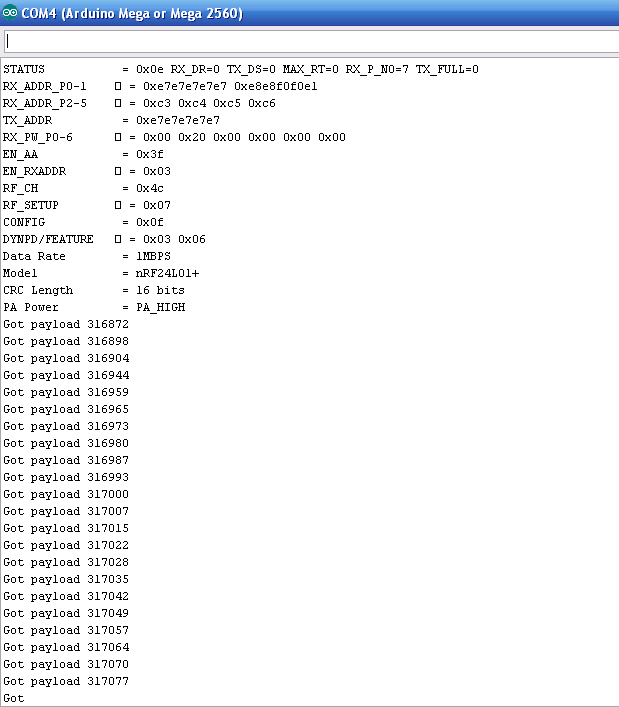 COM4 (Arduino Mega or Mega 2560)
STATUS = 0x0e RX_DR=0 TX_DS=0 MAX_RT=0 RX_P_NO=7 TX_FULL=0
RX_ADDR_P0-1 = 0xe7e7e7e7e7 0xe8e8f0f0e1
RX_ADDR_P2-5 = 0xc3 0xc4 0xc5 0xc6
TX_ADDR = 0xe7e7e7e7e7
RX_PW_P0-6 = 0x00 0x20 0x00 0x00 0x00 0x00
EN_AA = 0x3f
EN_RXADDR = 0x03
RF_CH = 0x4c
RF_SETUP = 0x07
CONFIG = 0x0f
DYNPD/FEATURE = 0x03 0x06
Data Rate = 1MBPS
Model = nRF24L01+
CRC Length = 16 bits
PA Power = PA_HIGH
Got payload 316872
Got payload 316898
Got payload 316904
Got payload 316944
Got payload 316959
Got payload 316965
Got payload 316973
Got payload 316980
Got payload 316987
Got payload 316993
Got payload 317000
Got payload 317007
Got payload 317015
Got payload 317022
Got payload 317028
Got payload 317035
Got payload 317042
Got payload 317049
Got payload 317057
Got payload 317064
Got payload 317070
Got payload 317077
Got